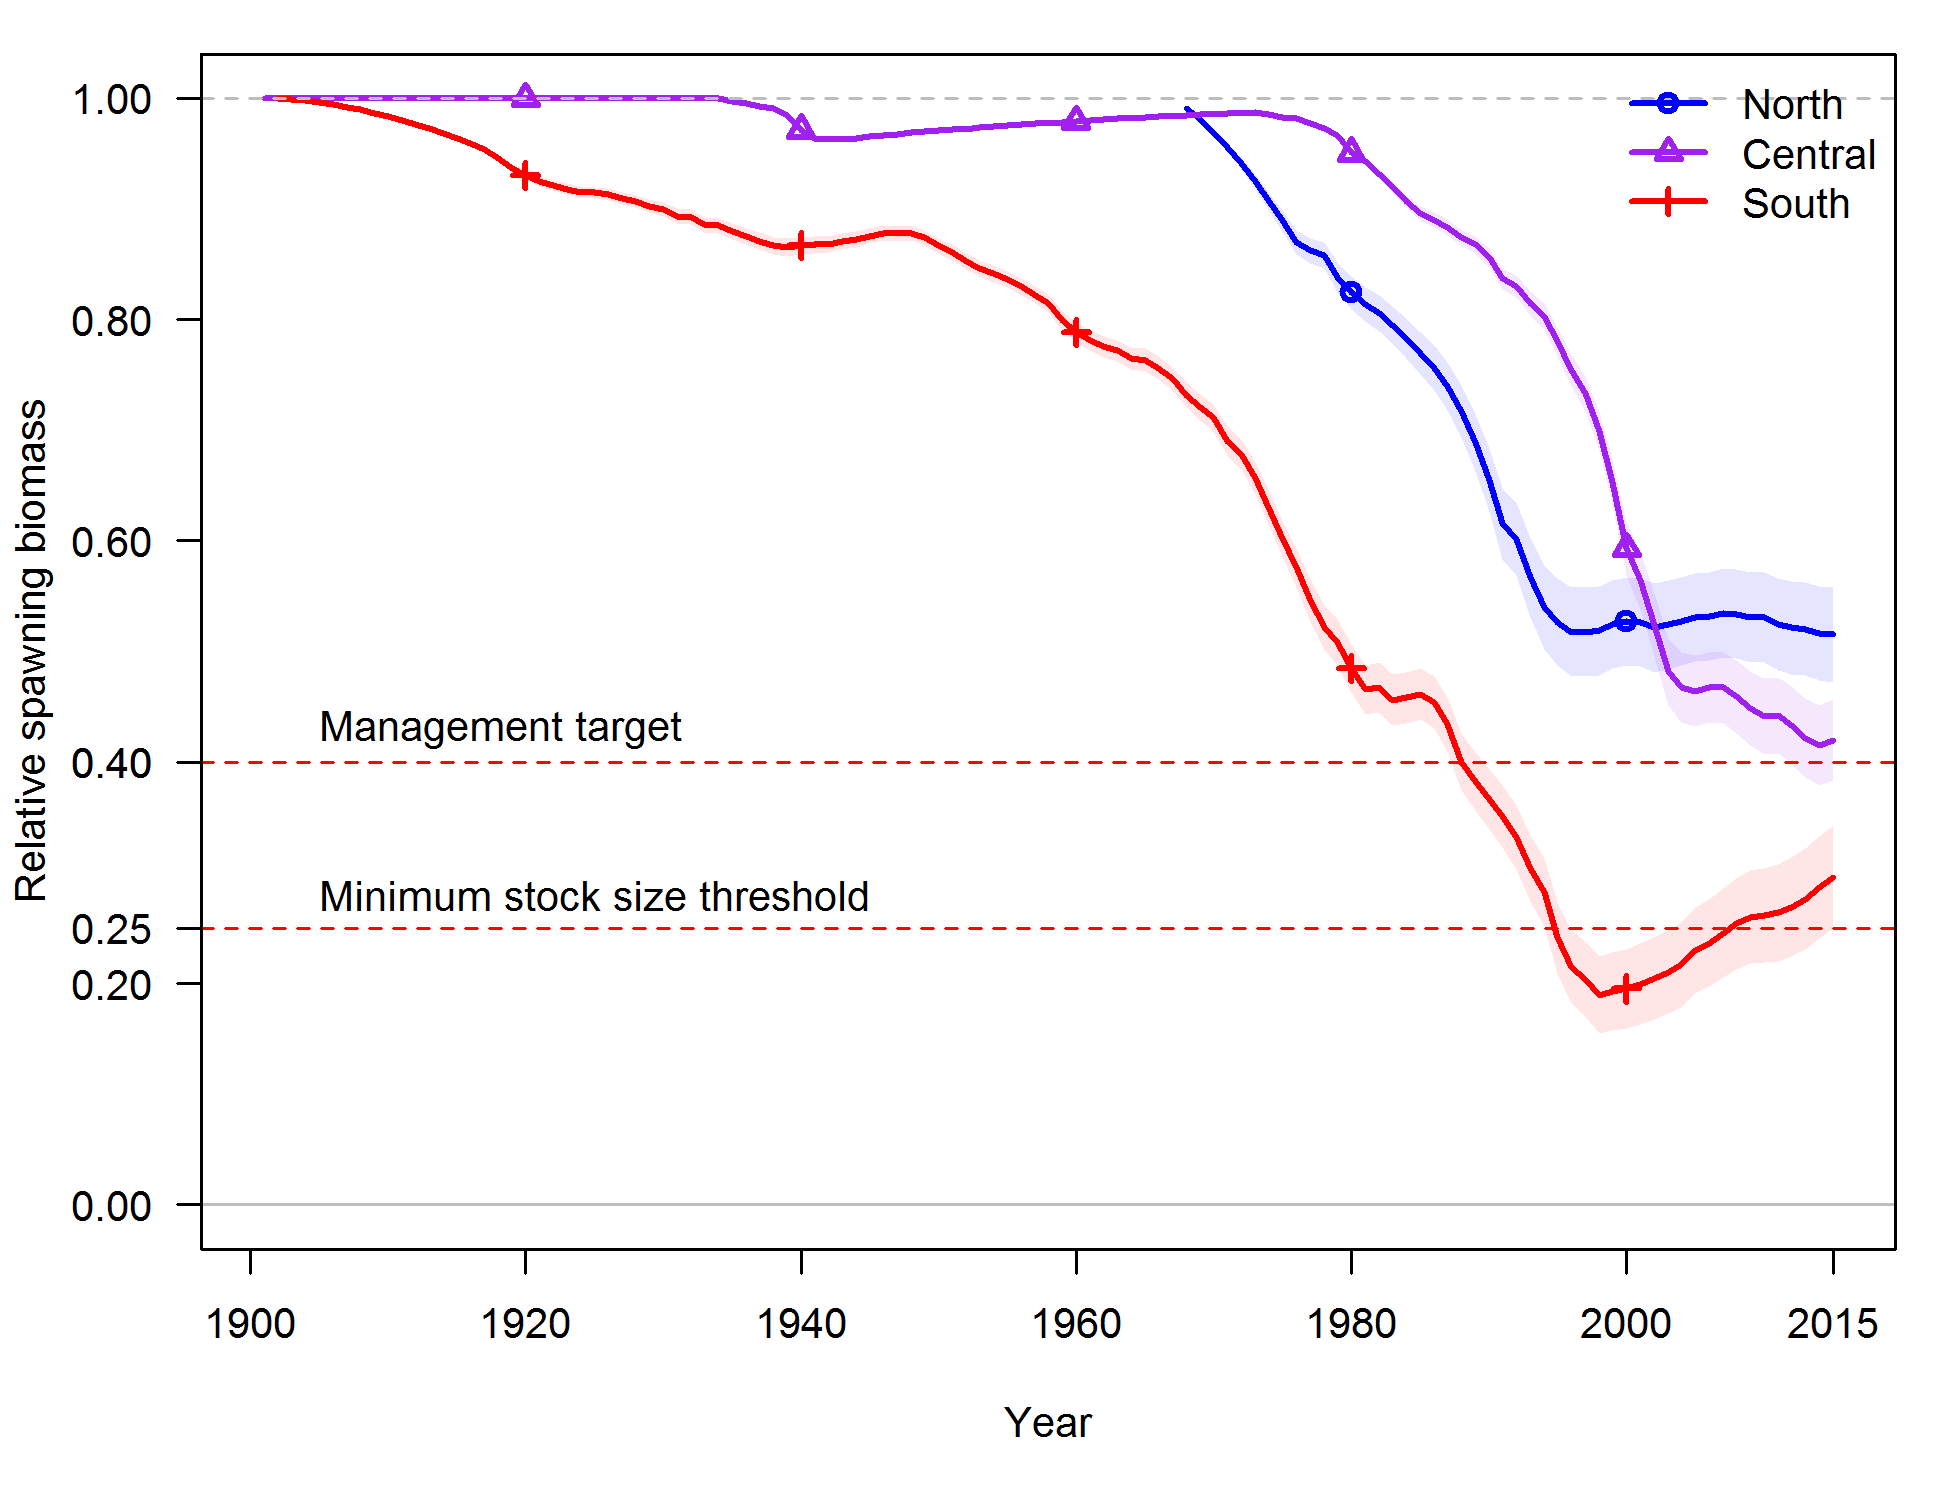 North
Central
South
1.00
0.80
0.60
0.40
0.25
0.20
0.00
Relative spawning biomass
Management target
Minimum stock size threshold
1900 1920 1940 1960 1980 2000 2015
Year